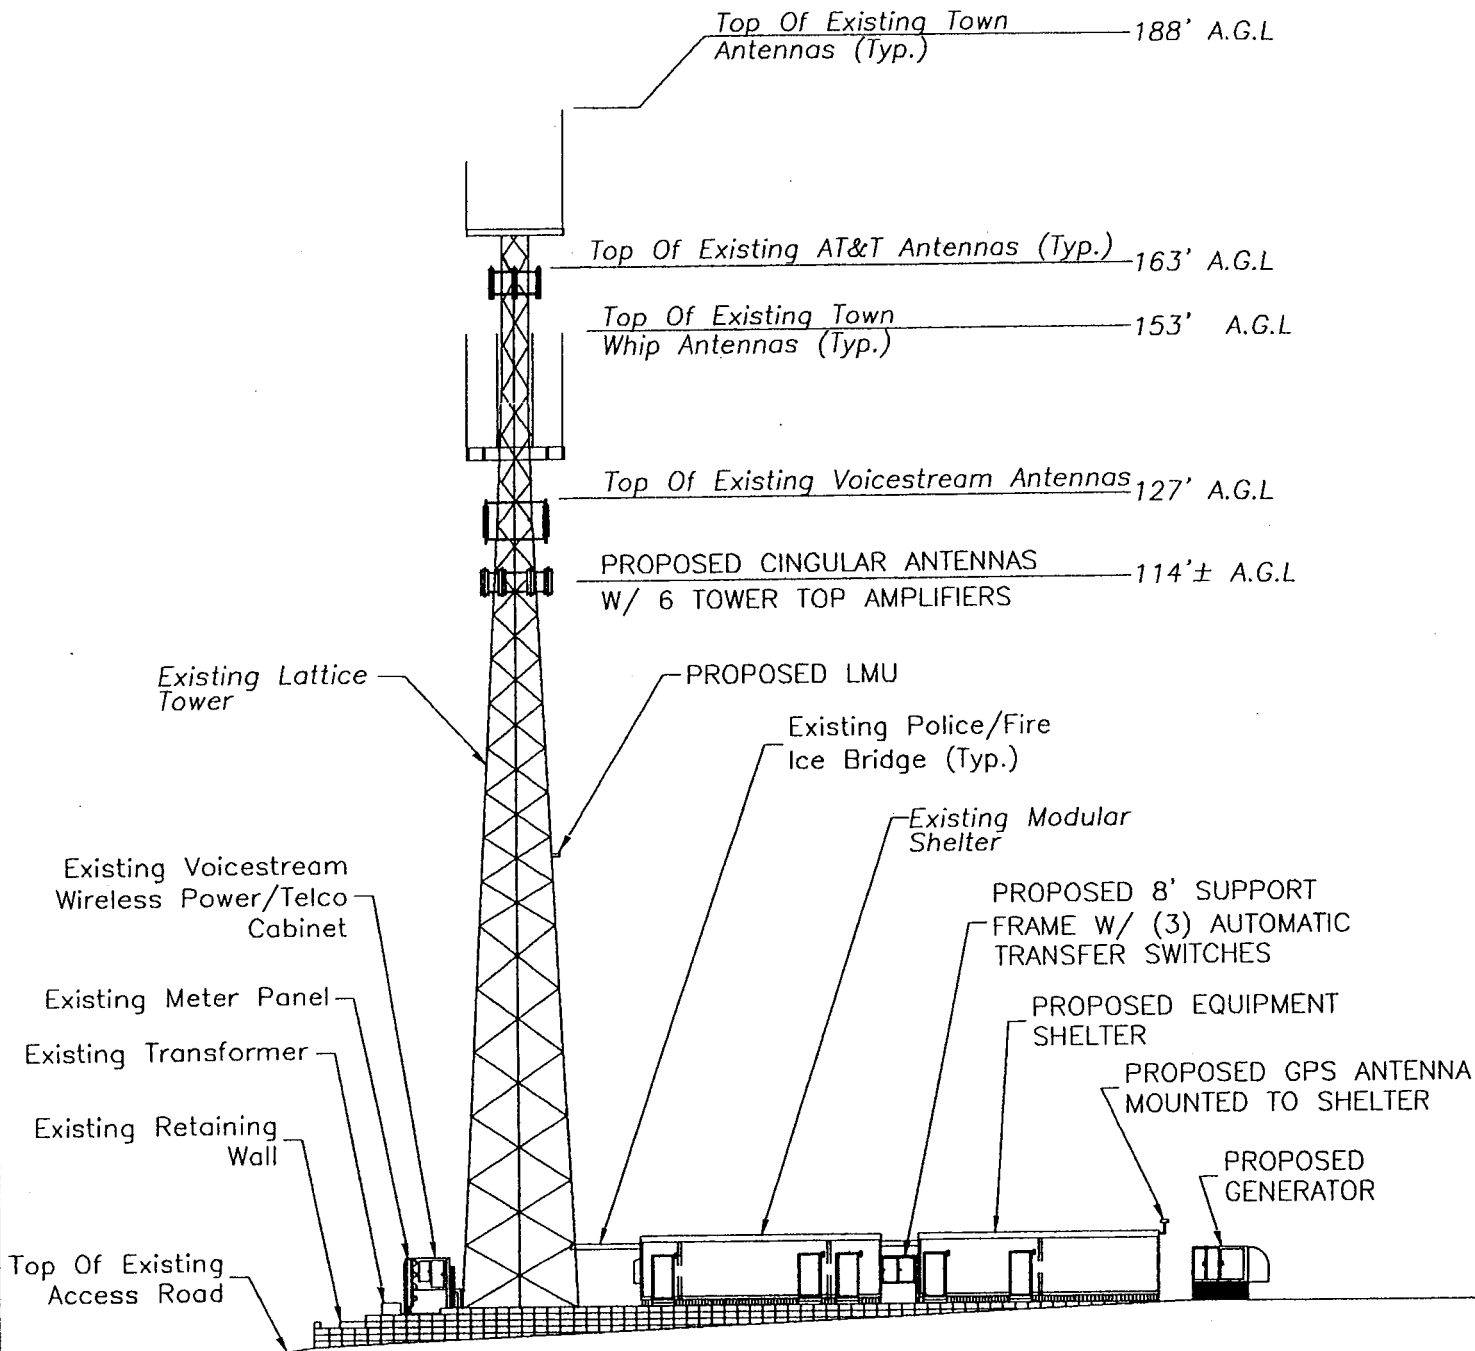 Top Of Existing Town
Antennas (Typ.)
188' A.G.L
Top Of Existing AT&T Antennas (Typ.)
163' A.G.L
Top Of Existing Town
Whip Antennas (Typ.)
153' A.G.L
Top Of Existing Voicestream Antennas
127' A.G.L
PROPOSED CINGULAR ANTENNAS
W/ 6 TOWER TOP AMPLIFIERS
114'± A.G.L
Existing Lattice
Tower
PROPOSED LMU
Existing Police/Fire
Ice Bridge (Typ.)
Existing Modular
Shelter
Existing Voicestream
Wireless Power/Telco
Cabinet
PROPOSED 8' SUPPORT
FRAME W/ (3) AUTOMATIC
TRANSFER SWITCHES
Existing Meter Panel
PROPOSED EQUIPMENT
SHELTER
Existing Transformer
PROPOSED GPS ANTENNA
MOUNTED TO SHELTER
Existing Retaining
Wall
PROPOSED
GENERATOR
Top Of Existing
Access Road